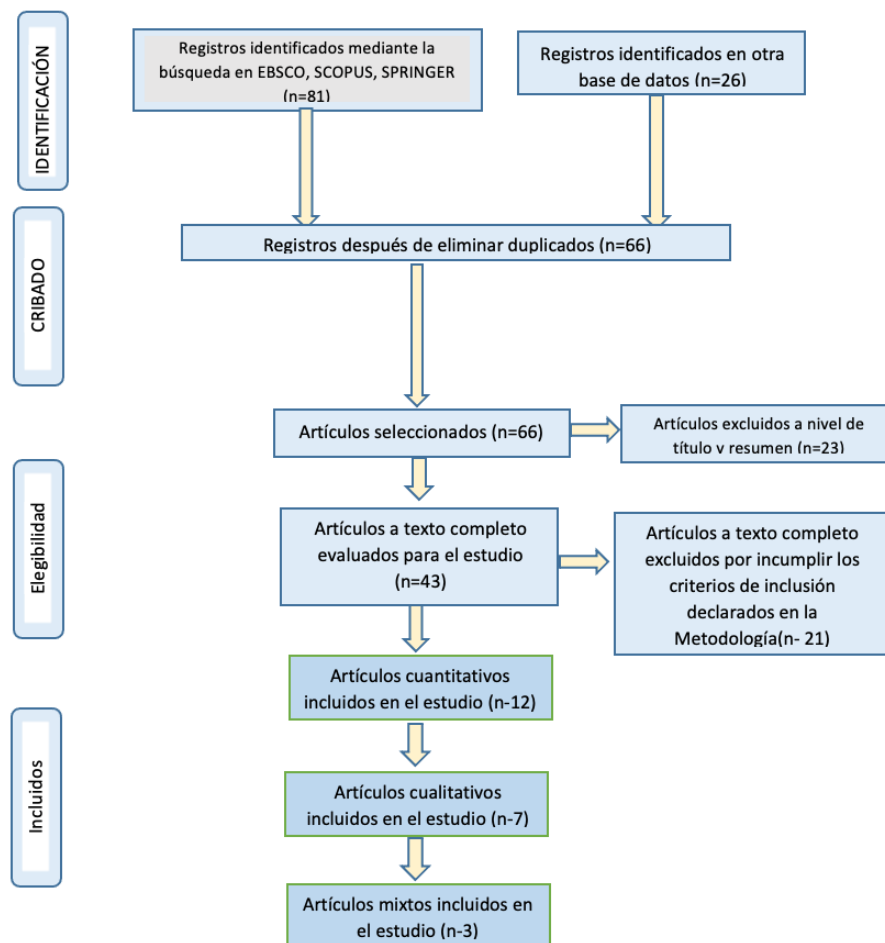 IDENTIFICACIÓN
Registros identificados mediante la
búsqueda en EBSCO, SCOPUS, SPRINGER
(n=81)
Registros identificados en otra
base de datos (n=26)
CRIBADO
Registros después de eliminar duplicados (n=66)
Artículos seleccionados (n=66)
Artículos excluidos a nivel de
título y resumen (n=23)
Elegibilidad
Artículos a texto completo
evaluados para el estudio
(n=43)
Artículos a texto completo
excluidos por incumplir los
criterios de inclusión
declarados en la
Metodología(n- 21)
Incluidos
Artículos cuantitativos
incluidos en el estudio (n-12)
Artículos cualitativos
incluidos en el estudio (n-7)
Artículos mixtos incluidos en
el estudio (n-3)